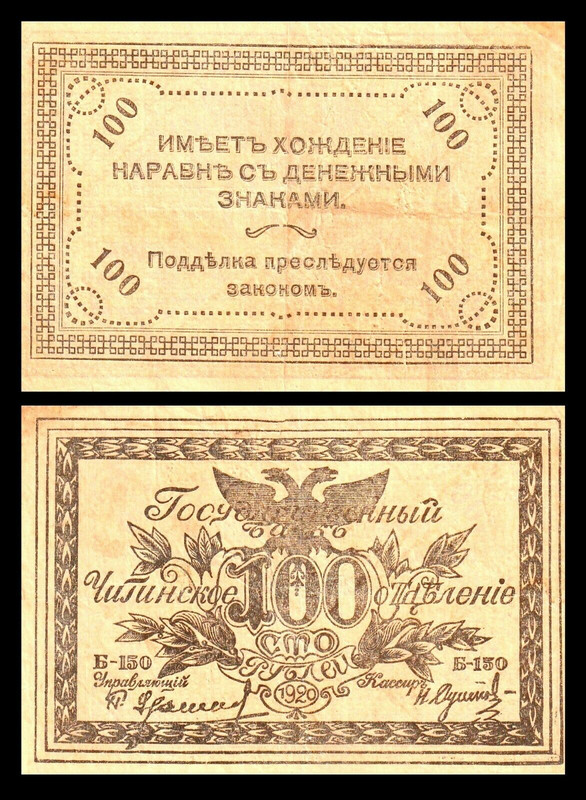 100 100
ИМѢЕТЪ ХОЖДЕНІЕ
НАРАВНѢ СЪ ДЕНЕЖНЫМИ
ЗНАКАМИ.
Поддѣлка преслѣдуется
закономъ.
100 100
Государственный
БАНКЪ
Читинское 100 отдѣленіе
СТО
РУБЛЕЙ
Б-150 Б-150
Управляющій Кассиръ
1920